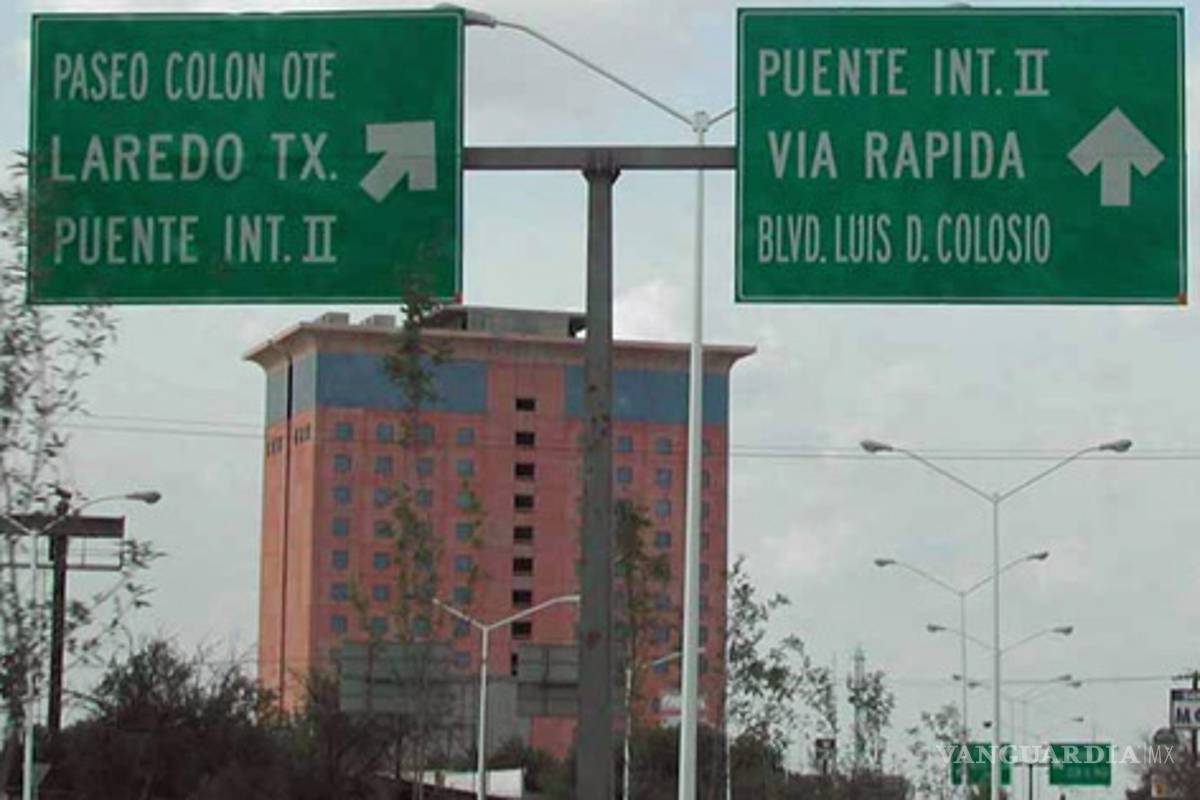 PASEO COLON OTE
LAREDO TX.
PUENTE INT. II
PUENTE INT. II
VIA RAPIDA
BLVD. LUIS D. COLOSIO
VANGUARDIA MX